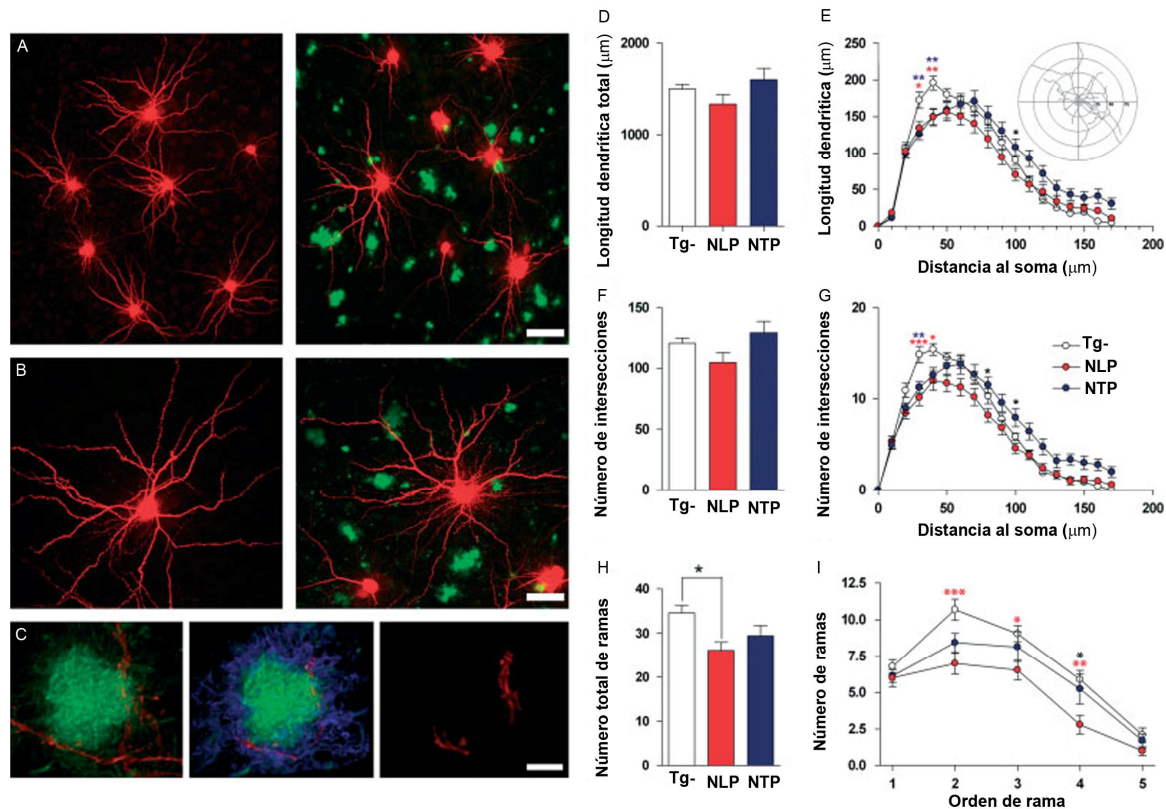 A
B
C
D
Longitud dendrítica total (μm)
2000
1000
0
Tg- NLP NTP
E
** **
* **
*
Longitud dendrítica (μm)
250
200
150
100
50
0
0 50 100 150 200
Distancia al soma (μm)
F
Número de intersecciones
150
100
50
0
Tg- NLP NTP
G
**
*** *
*
*
Número de intersecciones
20
10
0
Tg-
NLP
NTP
0 50 100 150 200
Distancia al soma (μm)
H
*
Número total de ramas
40
30
20
10
0
Tg- NLP NTP
I
***
*
*
**
Número de ramas
12.5
10.0
7.5
5.0
2.5
0.0
1 2 3 4 5
Orden de rama